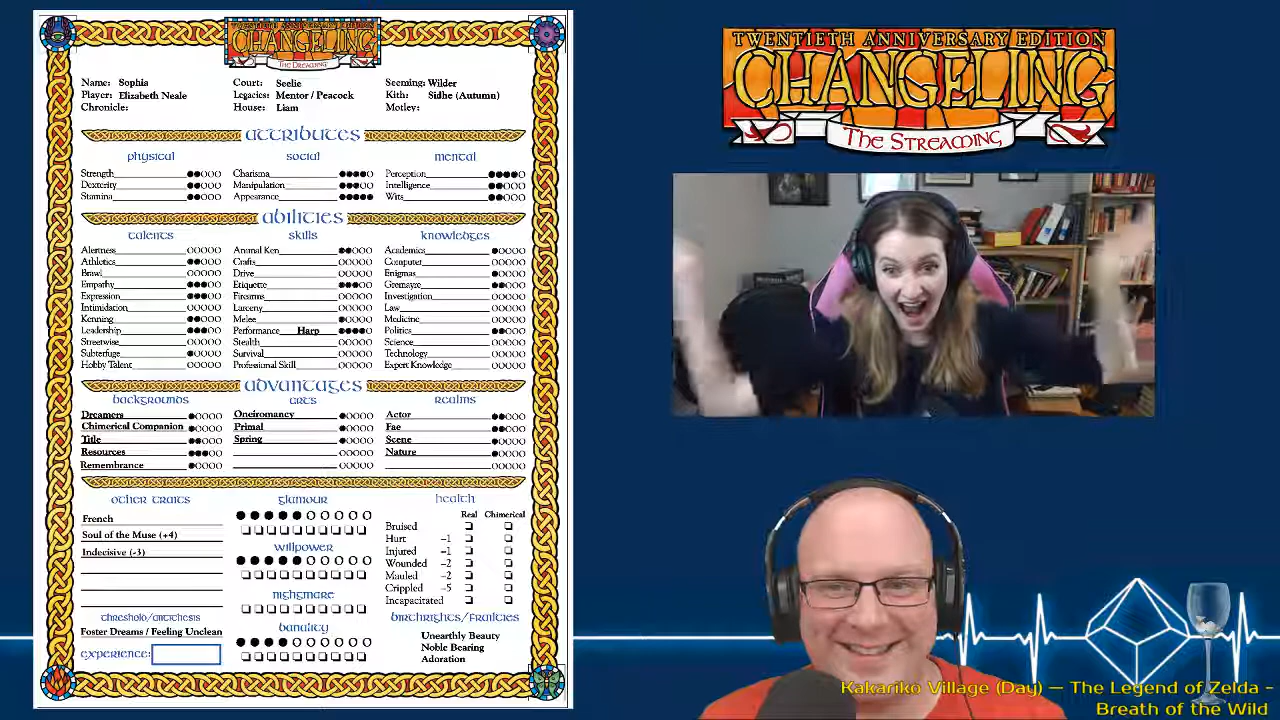 TWENTIETH ANNIVERSARY EDITION
CHANGELING
THE DREAMING
Name: Sophia
Player: Elizabeth Neale
Chronicle:
Court: Seelie
Legacies: Mentor / Peacock
House: Liam
Seeming: Wilder
Kith: Sidhe (Autumn)
Motley:
attributes
physical
social
mental
Strength
Dexterity
Stamina
Charisma
Manipulation
Appearance
Perception
Intelligence
Wits
abilities
talents
skills
knowledges
Alertness
Athletics
Brawl
Empathy
Expression
Intimidation
Kenning
Leadership
Streetwise
Subterfuge
Hobby Talent
Animal Ken
Crafts
Drive
Etiquette
Firearms
Larceny
Melee
Performance Harp
Stealth
Survival
Professional Skill
Academics
Computer
Enigmas
Gremayre
Investigation
Law
Medicine
Politics
Science
Technology
Expert Knowledge
advantages
backgrounds
arts
realms
Dreamers
Chimerical Companion
Title
Resources
Remembrance
Oneiromancy
Primal
Spring
Actor
Fae
Scene
Nature
other traits
French
Soul of the Muse (+4)
Indecisive (-3)
threshold/antithesis
Foster Dreams / Feeling Unclean
experience:
glamour
willpower
nightmare
banality
health
Real Chimerical
Bruised
Hurt -1
Injured -1
Wounded -2
Mauled -2
Crippled -5
Incapacitated
birthrights/frailties
Unearthly Beauty
Noble Bearing
Adoration
TWENTIETH ANNIVERSARY EDITION
CHANGELING
The Streaming
Kakariko Village (Day) — The Legend of Zelda -
Breath of the Wild